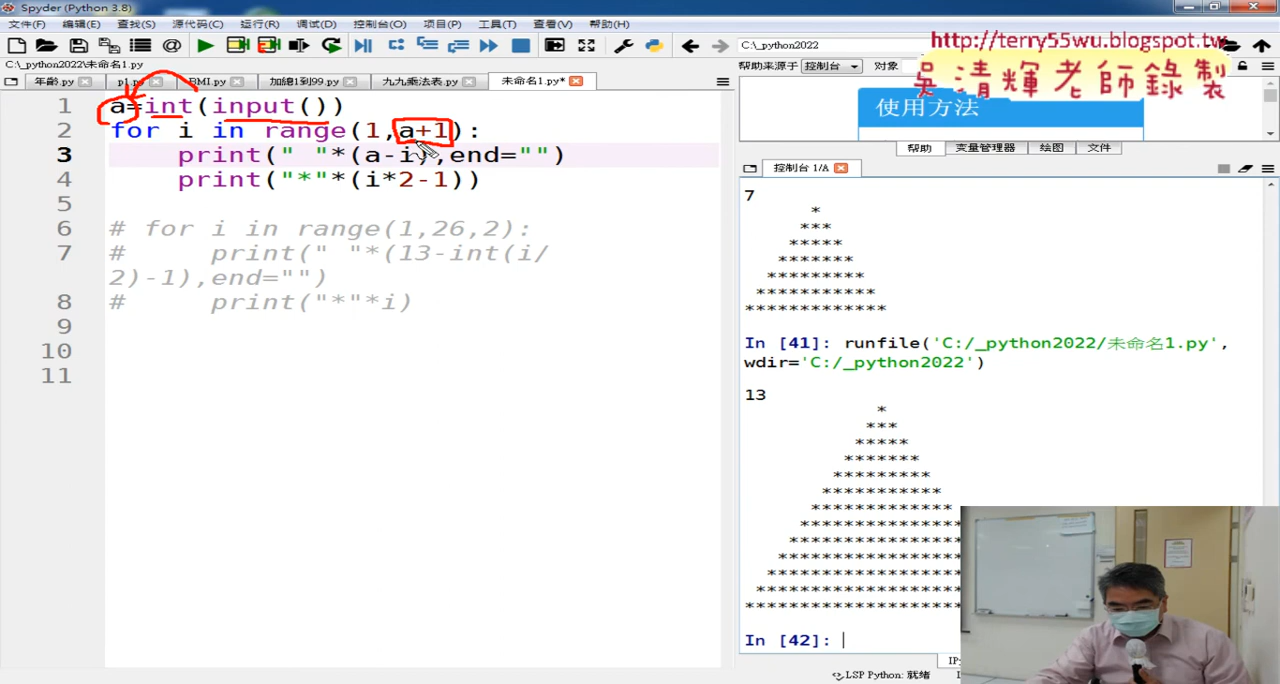 Spyder (Python 3.8)
文件(F) 编辑(E) 查找(S) 源代码(C) 运行(R) 调试(D) 控制台(O) 项目(P) 工具(T) 查看(V) 帮助(H)
C:\_python2022
http://terry55wu.blogspot.tw
C:\_python2022\未命名1.py
年齡.py p1.py BMI.py 加總1到99.py 九九乘法表.py 未命名1.py*
帮助来源于 控制台 对象
吳清輝老師錄製
使用方法
帮助 变量管理器 绘图 文件
控制台 1/A
1 a=int(input())
2 for i in range(1,a+1):
3 print(" "*(a-i),end="")
4 print("*"*(i*2-1))
5
6 # for i in range(1,26,2):
7 # print(" "*(13-int(i/
2)-1),end="")
8 # print("*"*i)
9
10
11
7
*
***
*****
*******
*********
***********
*************
In [41]: runfile('C:/_python2022/未命名1.py',
wdir='C:/_python2022')
13
*
***
*****
*******
*********
***********
In [42]:
LSP Python: 就绪